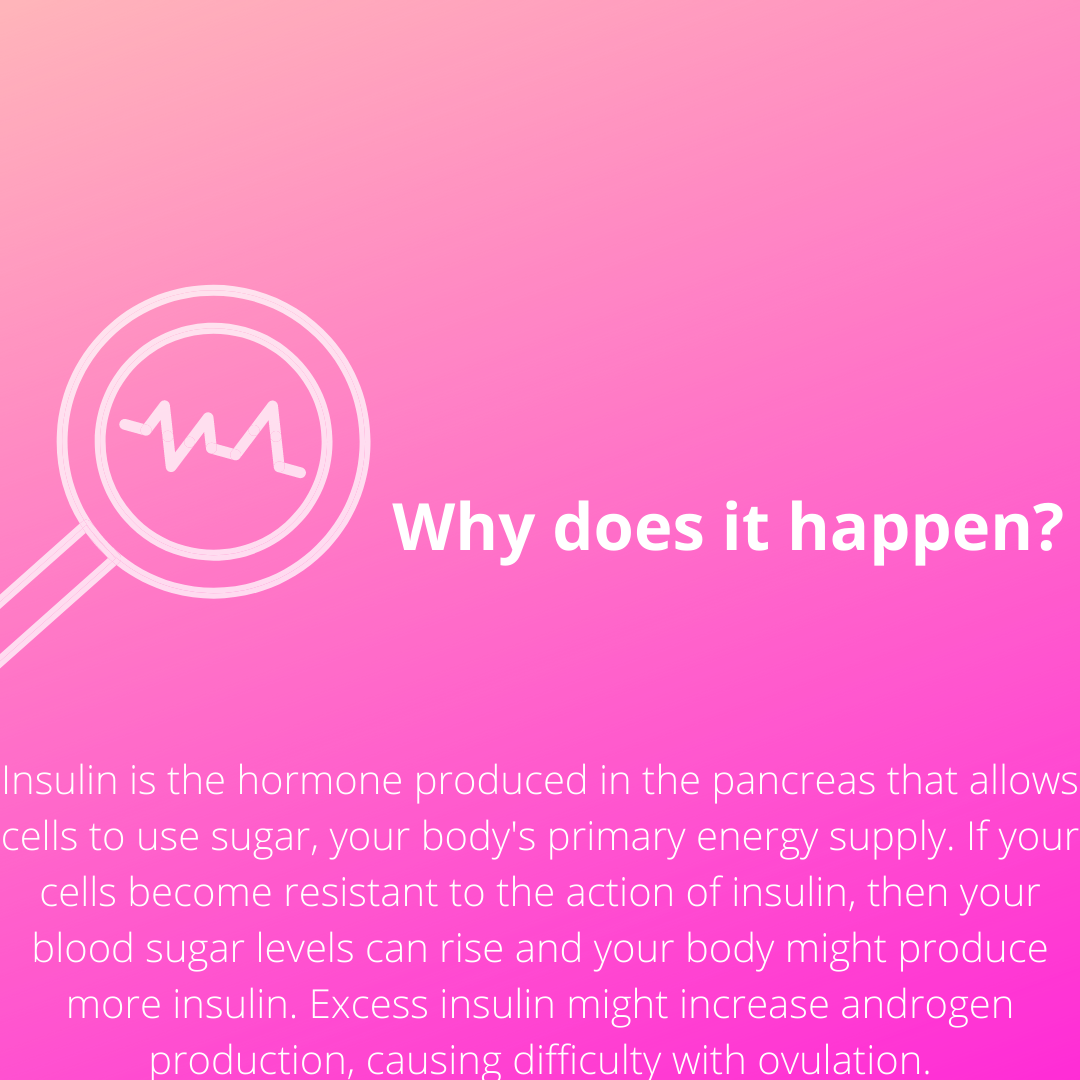 Why does it happen?
Insulin is the hormone produced in the pancreas that allows
cells to use sugar, your body's primary energy supply. If your
cells become resistant to the action of insulin, then your
blood sugar levels can rise and your body might produce
more insulin. Excess insulin might increase androgen
production, causing difficulty with ovulation.